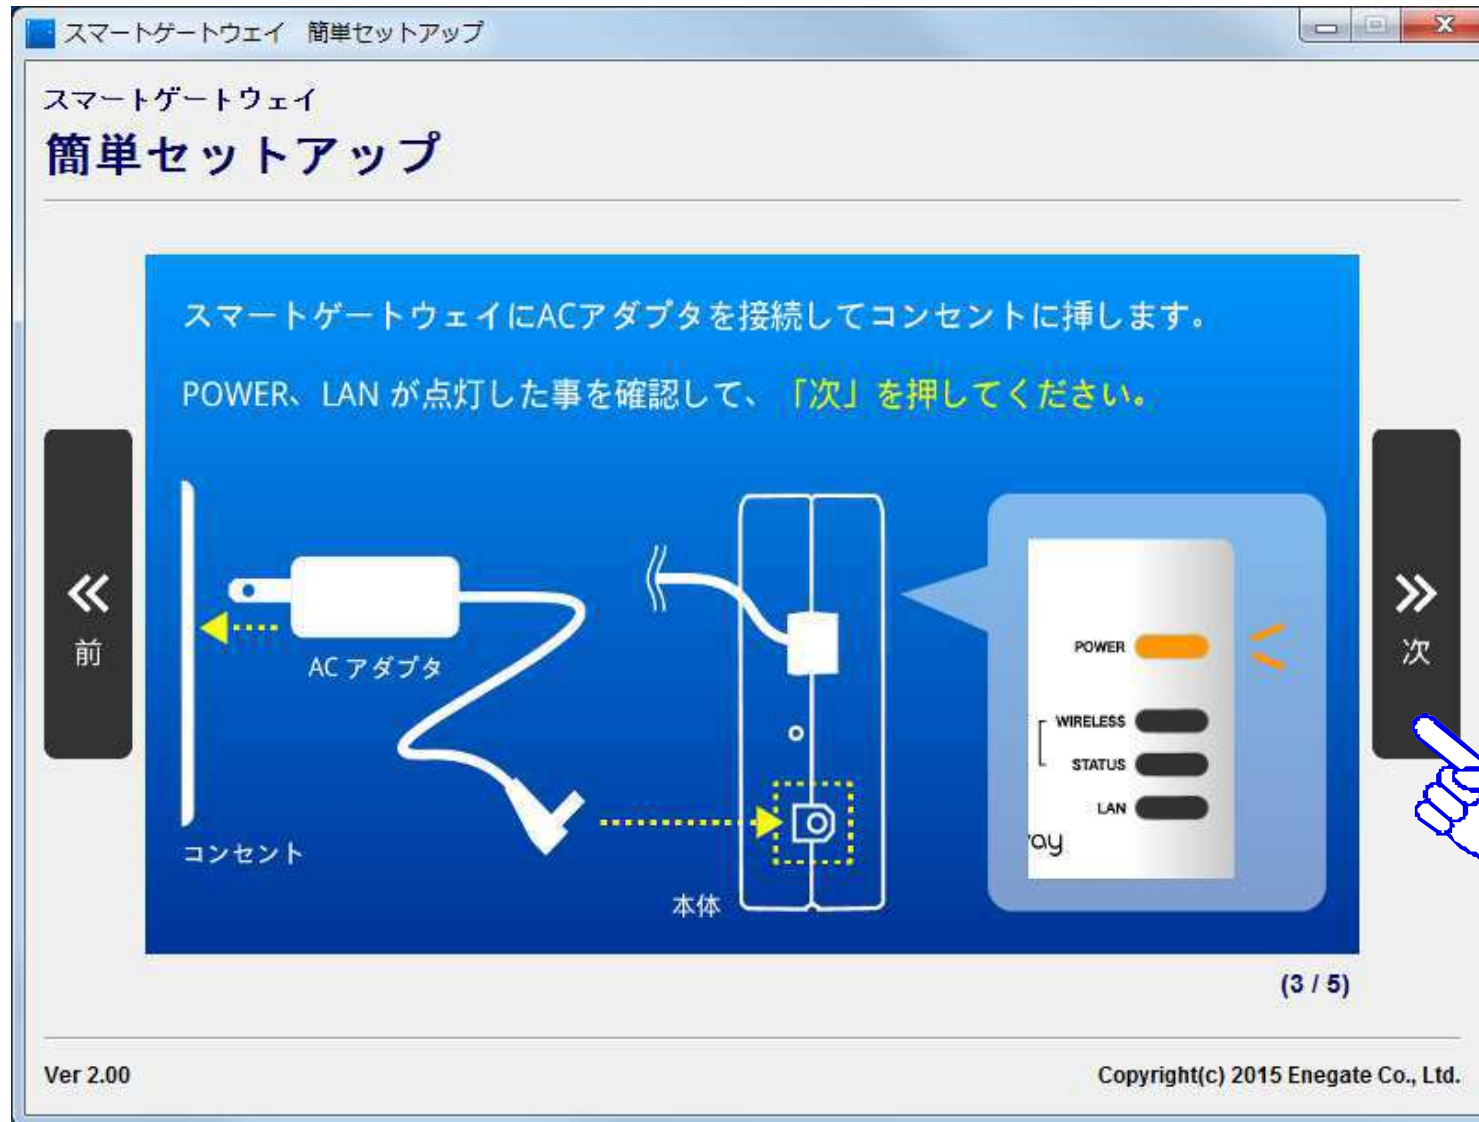 スマートゲートウェイ 簡単セットアップ
スマートゲートウェイ
簡単セットアップ
スマートゲートウェイにACアダプタを接続してコンセントに挿します。
POWER、LAN が点灯した事を確認して、「次」を押してください。
前
次
AC アダプタ
コンセント
本体
POWER
WIRELESS
STATUS
LAN
way
(3 / 5)
Ver 2.00
Copyright(c) 2015 Enegate Co., Ltd.